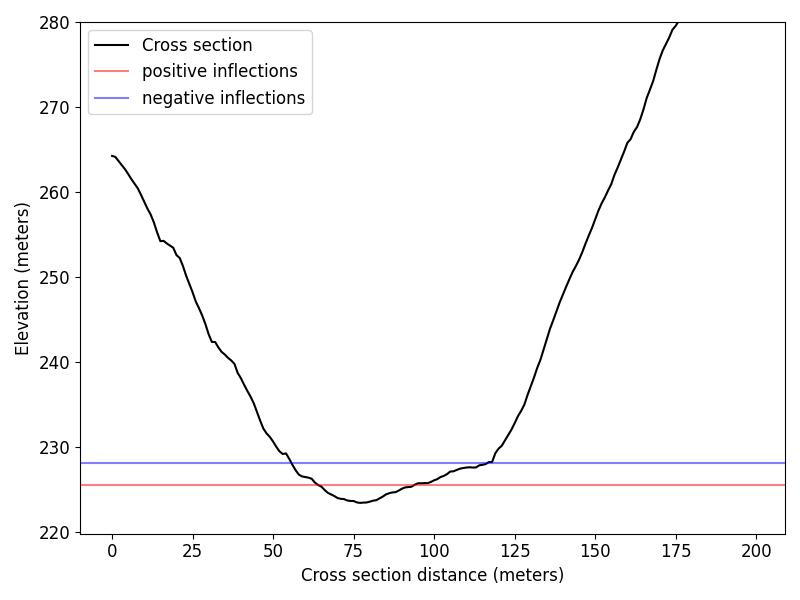 280
270
260
250
240
230
220
Elevation (meters)
Cross section
positive inflections
negative inflections
0 25 50 75 100 125 150 175 200
Cross section distance (meters)